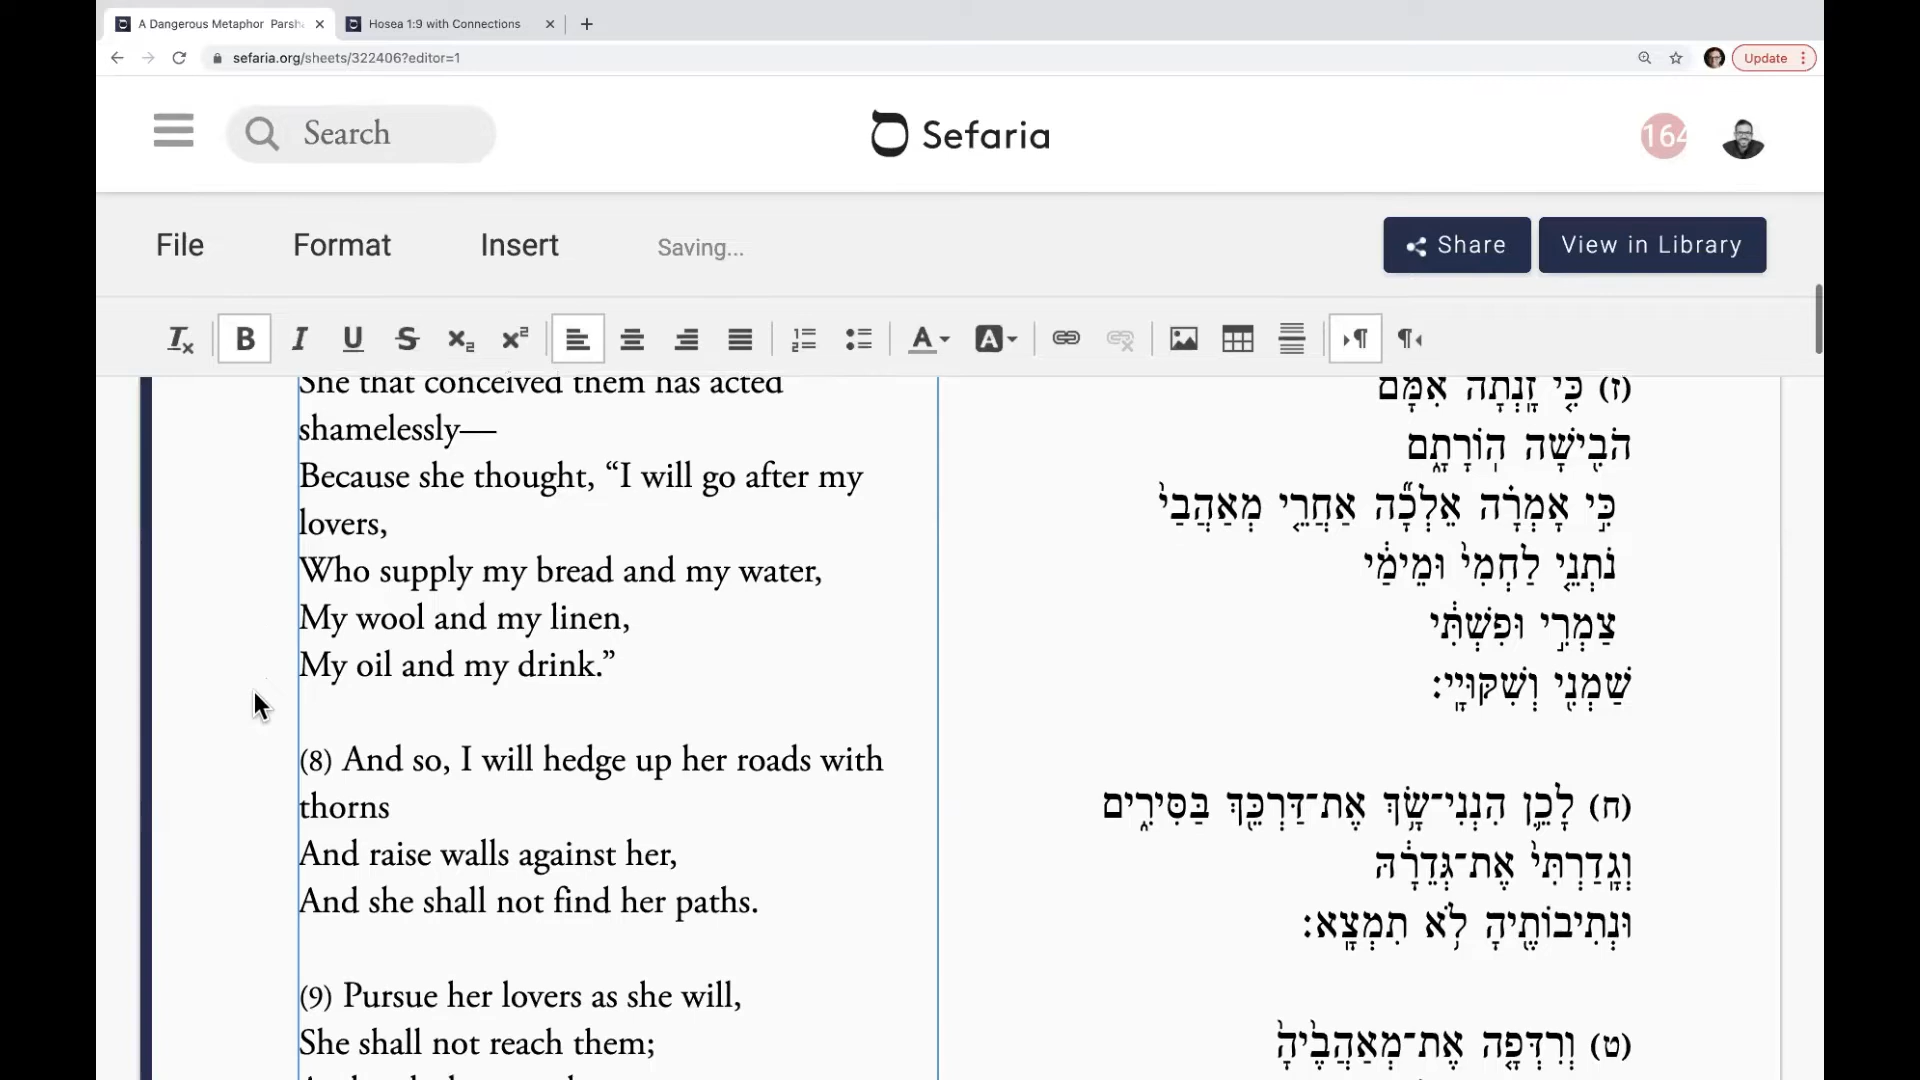 A Dangerous Metaphor Parsh
Hosea 1:9 with Connections
sefaria.org/sheets/322406?editor=1
Update
Search
Sefaria
164
File
Format
Insert
Saving...
Share
View in Library
She that conceived them has acted
shamelessly—
Because she thought, “I will go after my
lovers,
Who supply my bread and my water,
My wool and my linen,
My oil and my drink.”
(8) And so, I will hedge up her roads with
thorns
And raise walls against her,
And she shall not find her paths.
(9) Pursue her lovers as she will,
She shall not reach them;
(ז) כִּ֤י זָֽנְתָה֙ אִמָּ֔ם
הֹבִ֖ישָׁה הֽוֹרָתָ֑ם
כִּ֣י אָמְרָ֗ה אֵלְכָ֞ה אַחֲרֵ֤י מְאַהֲבַי֙
נֹתְנֵ֤י לַחְמִי֙ וּמֵימַ֔י
צַמְרִ֣י וּפִשְׁתִּ֔י
שַׁמְנִ֖י וְשִׁקּוּיָֽי׃
(ח) לָכֵ֛ן הִנְנִי־שָׂ֥ךְ אֶת־דַּרְכֵּ֖ךְ בַּסִּירִ֑ים
וְגָֽדַרְתִּי֙ אֶת־גְּדֵרָ֔הּ
וּנְתִיבוֹתֶ֖יהָ לֹ֥א תִמְצָֽא׃
(ט) וְרִדְּפָ֤ה אֶת־מְאַהֲבֶ֙יהָ֙